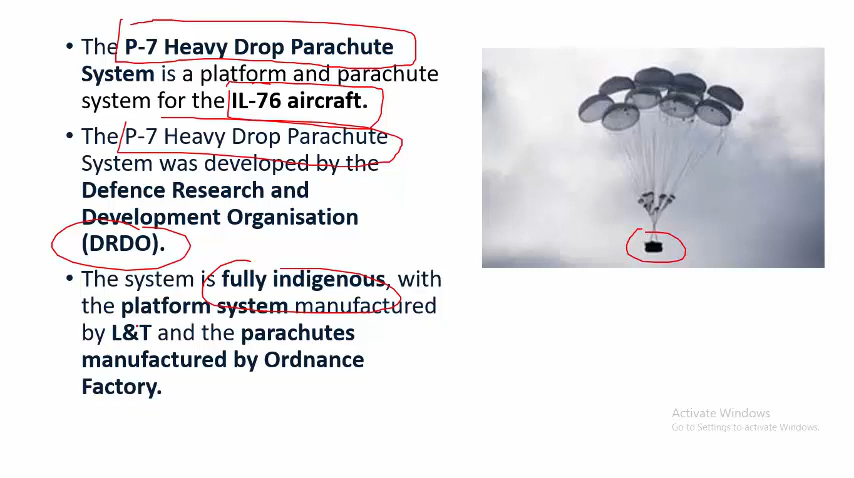 • The P-7 Heavy Drop Parachute
System is a platform and parachute
system for the IL-76 aircraft.
• The P-7 Heavy Drop Parachute
System was developed by the
Defence Research and
Development Organisation
(DRDO).
• The system is fully indigenous, with
the platform system manufactured
by L&T and the parachutes
manufactured by Ordnance
Factory.
Activate Windows
Go to Settings to activate Windows.